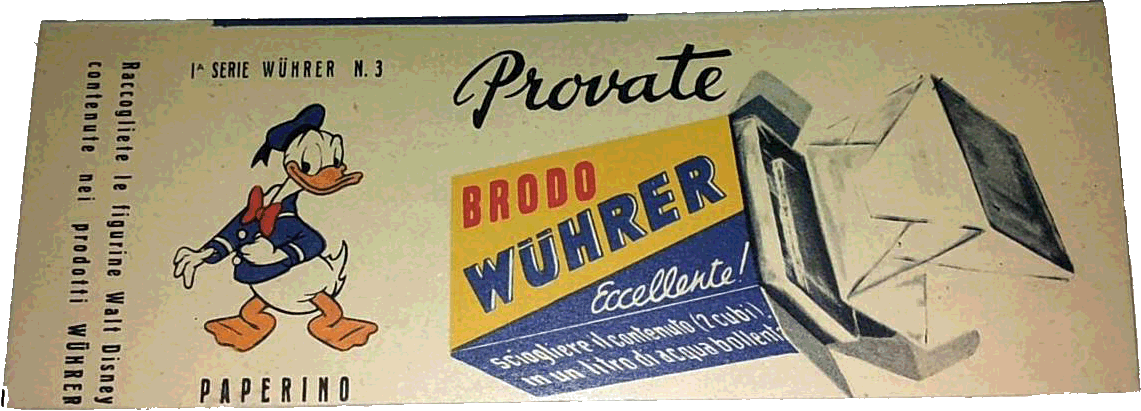 Raccogliete le figurine Walt Disney
contenute nei prodotti WÜHRER
1ᴬ SERIE WÜHRER N. 3
PAPERINO
Provate
BRODO
WÜHRER
Eccellente!
sciogliere il contenuto (2 cubi)
in un litro di acqua bollente